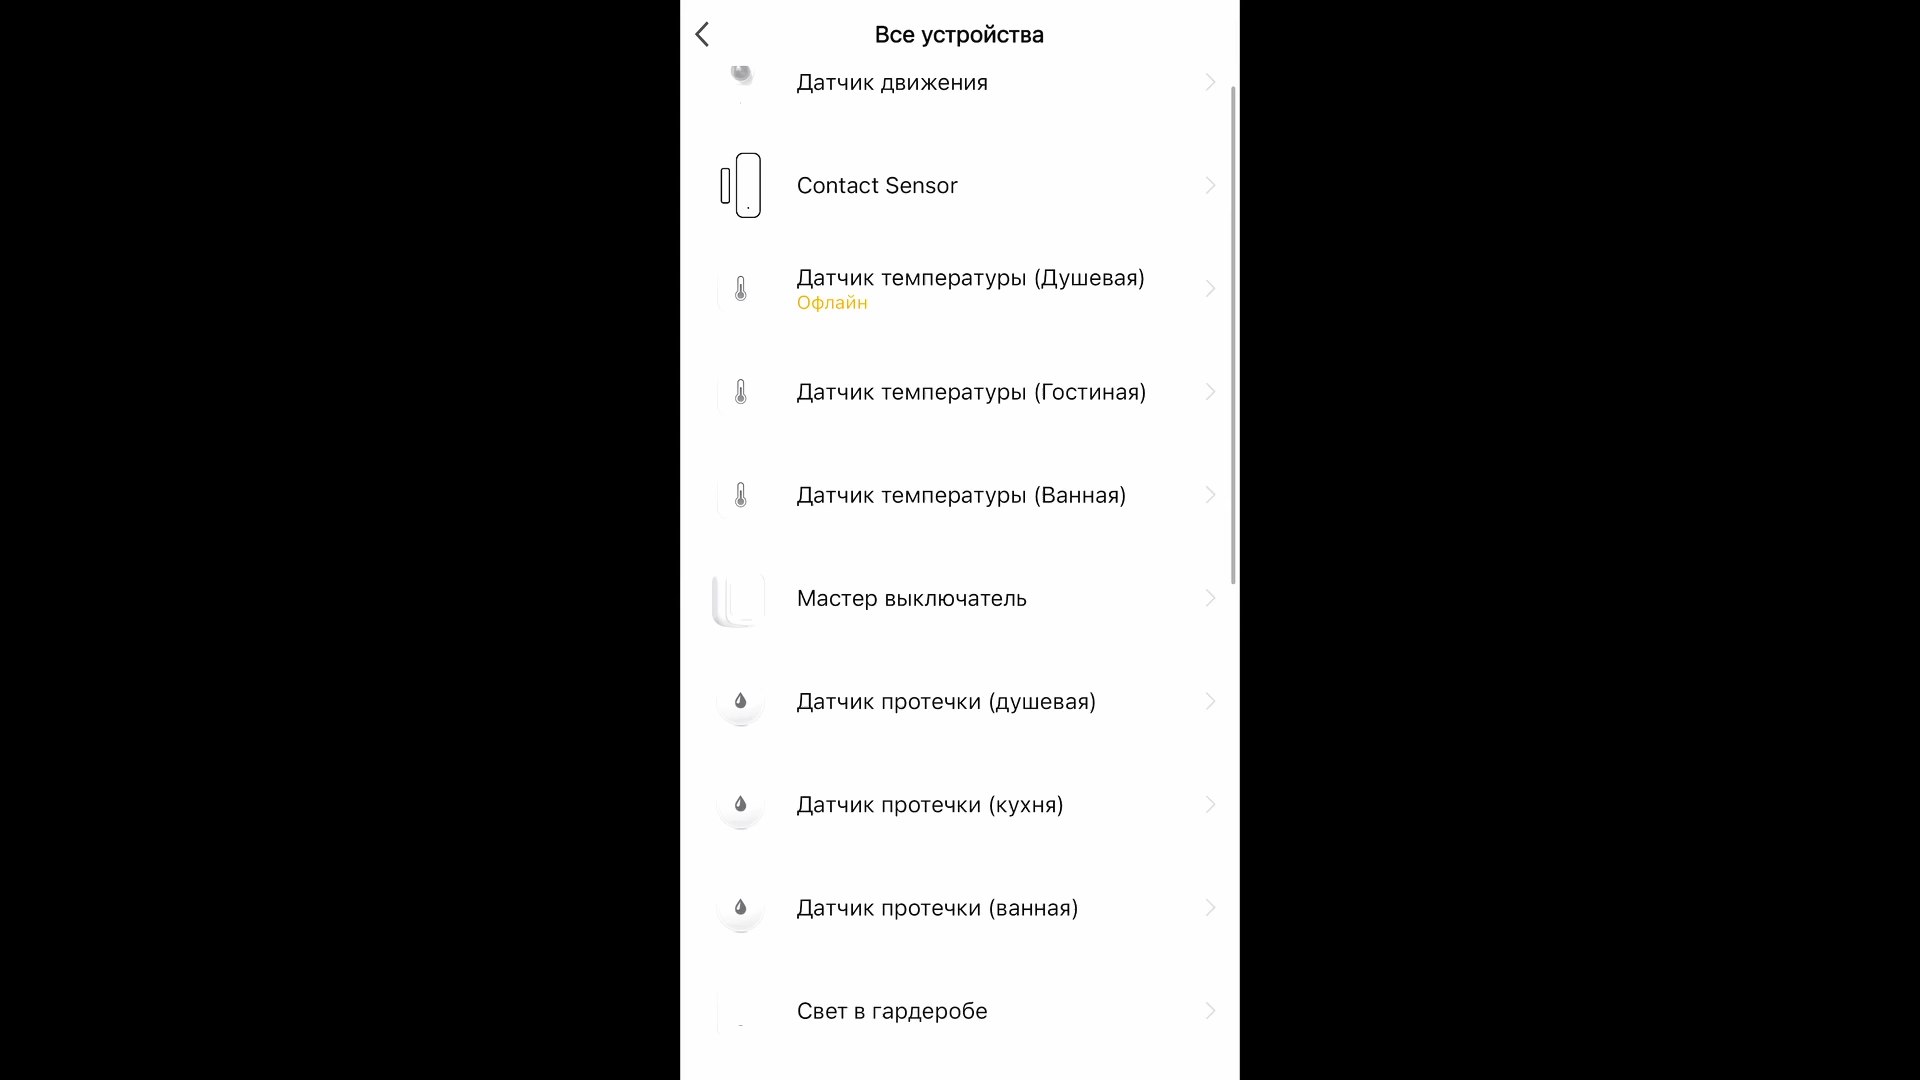 Все устройства
Датчик движения
Contact Sensor
Датчик температуры (Душевая)
Офлайн
Датчик температуры (Гостиная)
Датчик температуры (Ванная)
Мастер выключатель
Датчик протечки (душевая)
Датчик протечки (кухня)
Датчик протечки (ванная)
Свет в гардеробе